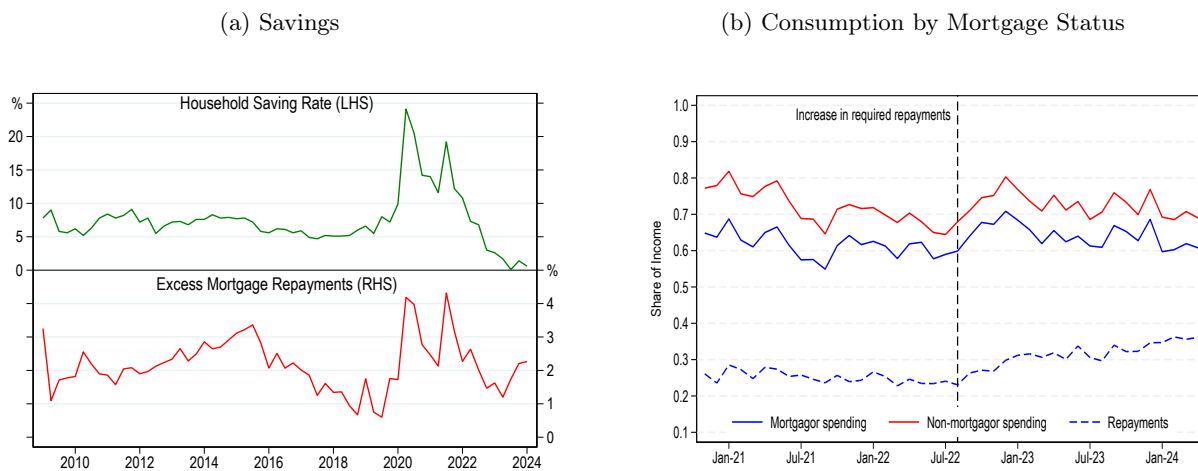 (a) Savings
(b) Consumption by Mortgage Status
%
Household Saving Rate (LHS)
20
15
10
5
0
%
Excess Mortgage Repayments (RHS)
4
3
2
1
0
2010
2012
2014
2016
2018
2020
2022
2024
Share of Income
1.0
0.9
0.8
0.7
0.6
0.5
0.4
0.3
0.2
0.1
Increase in required repayments
Mortgagor spending
Non-mortgagor spending
Repayments
Jan-21
Jul-21
Jan-22
Jul-22
Jan-23
Jul-23
Jan-24